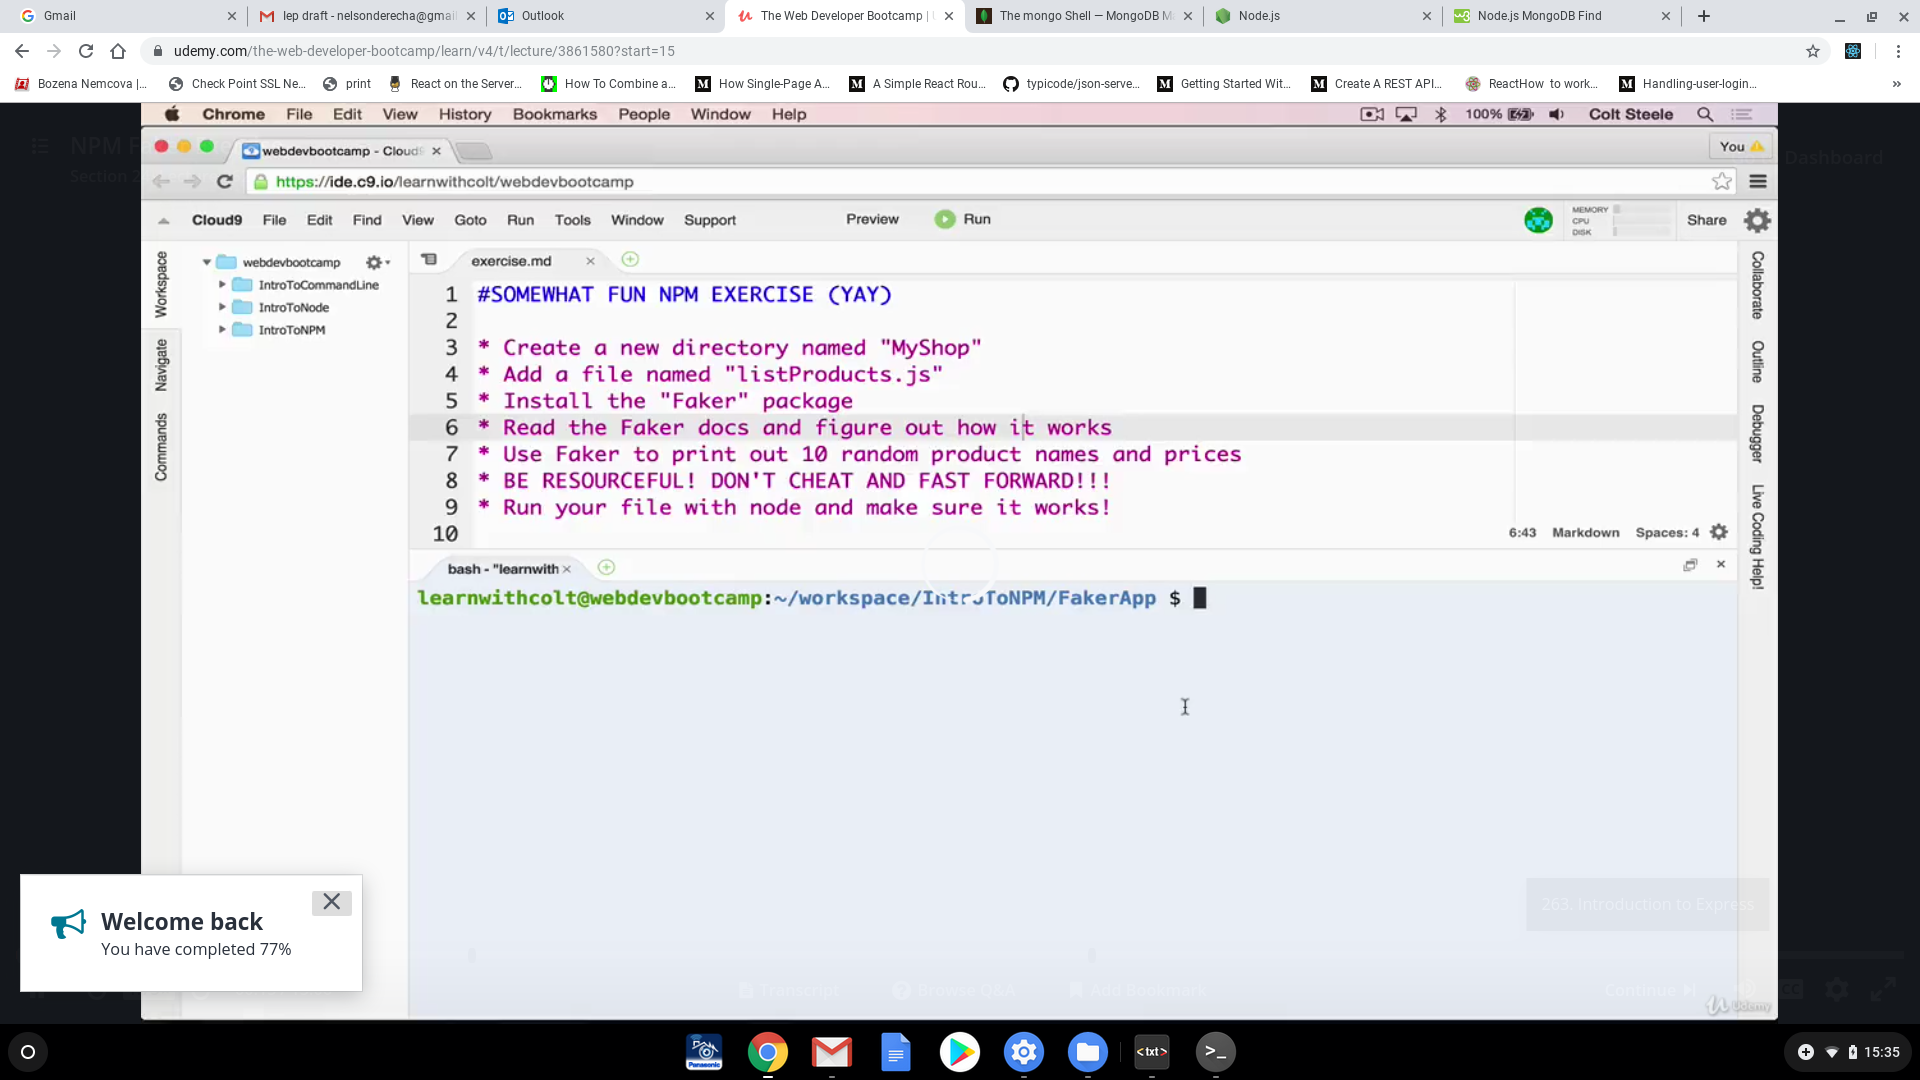 Gmail
Iep draft - nelsonderecha@gmai
Outlook
The Web Developer Bootcamp |
The mongo Shell — MongoDB M
Node.js
Node.js MongoDB Find
udemy.com/the-web-developer-bootcamp/learn/v4/t/lecture/3861580?start=15
Bozena Nemcova |...
Check Point SSL Ne...
print
React on the Server...
How To Combine a...
How Single-Page A...
A Simple React Rou...
typicode/json-serve...
Getting Started Wit...
Create A REST API...
ReactHow to work...
Handling-user-login...
Chrome File Edit View History Bookmarks People Window Help
100%
Colt Steele
NPM
Section 2
webdevbootcamp - Cloud9
You
Dashboard
https://ide.c9.io/learnwithcolt/webdevbootcamp
Cloud9 File Edit Find View Goto Run Tools Window Support
Preview
Run
MEMORY
CPU
DISK
Share
Workspace
Navigate
Commands
webdevbootcamp
IntroToCommandLine
IntroToNode
IntroToNPM
exercise.md
1 #SOMEWHAT FUN NPM EXERCISE (YAY)
2
3 * Create a new directory named "MyShop"
4 * Add a file named "listProducts.js"
5 * Install the "Faker" package
6 * Read the Faker docs and figure out how it works
7 * Use Faker to print out 10 random product names and prices
8 * BE RESOURCEFUL! DON'T CHEAT AND FAST FORWARD!!!
9 * Run your file with node and make sure it works!
10
6:43 Markdown Spaces: 4
Collaborate
Outline
Debugger
Live Coding Help!
bash - "learnwith
learnwithcolt@webdevbootcamp:~/workspace/IntroToNPM/FakerApp $
263. Introduction to Express
Welcome back
You have completed 77%
Transcript
Browse Q&A
Add Bookmark
Continue
Udemy
Panasonic
<txt>
>_
15:35